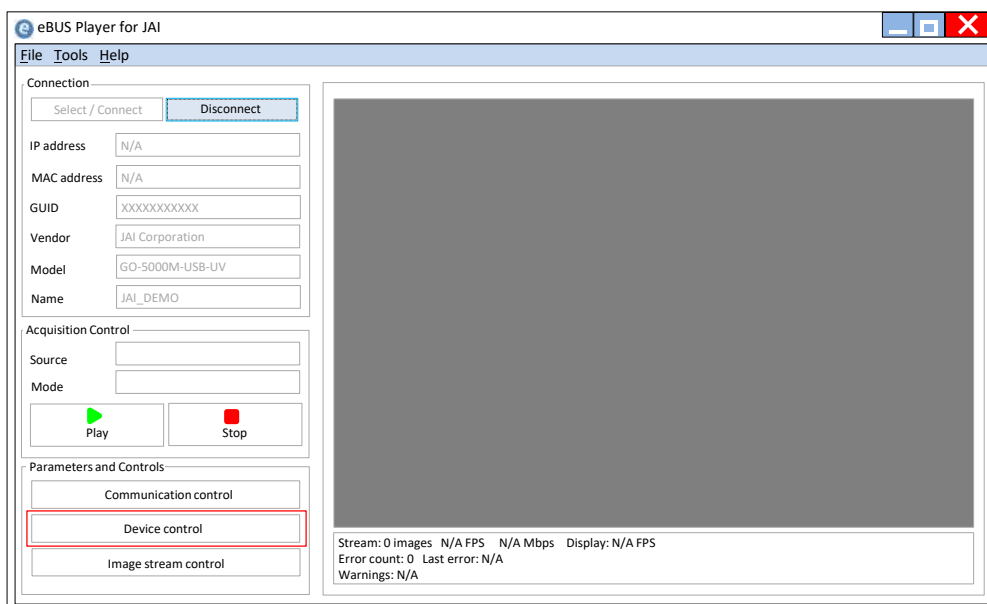 eBUS Player for JAI
File Tools Help
Connection
Select / Connect Disconnect
IP address N/A
MAC address N/A
GUID XXXXXXXXXXX
Vendor JAI Corporation
Model GO-5000M-USB-UV
Name JAI_DEMO
Acquisition Control
Source
Mode
Play Stop
Parameters and Controls
Communication control
Device control
Image stream control
Stream: 0 images N/A FPS N/A Mbps Display: N/A FPS
Error count: 0 Last error: N/A
Warnings: N/A